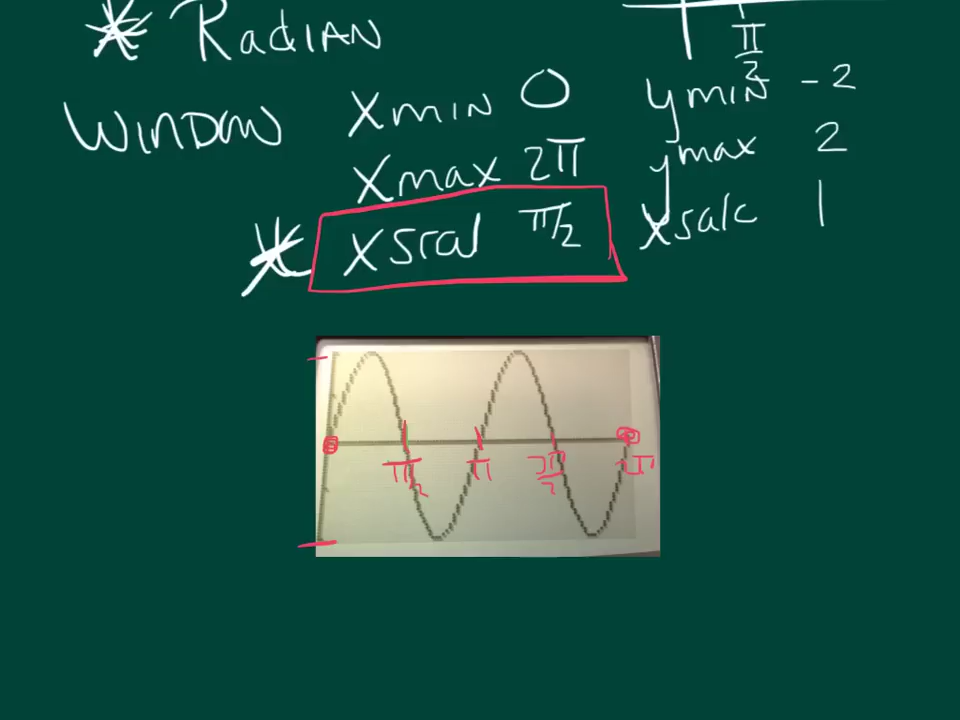 * RADIAN
π/2
WINDOW Xmin 0 ymin -2
Xmax 2π ymax 2
* Xscal π/2 Xsalc 1
π/2 π 3π/2 2π